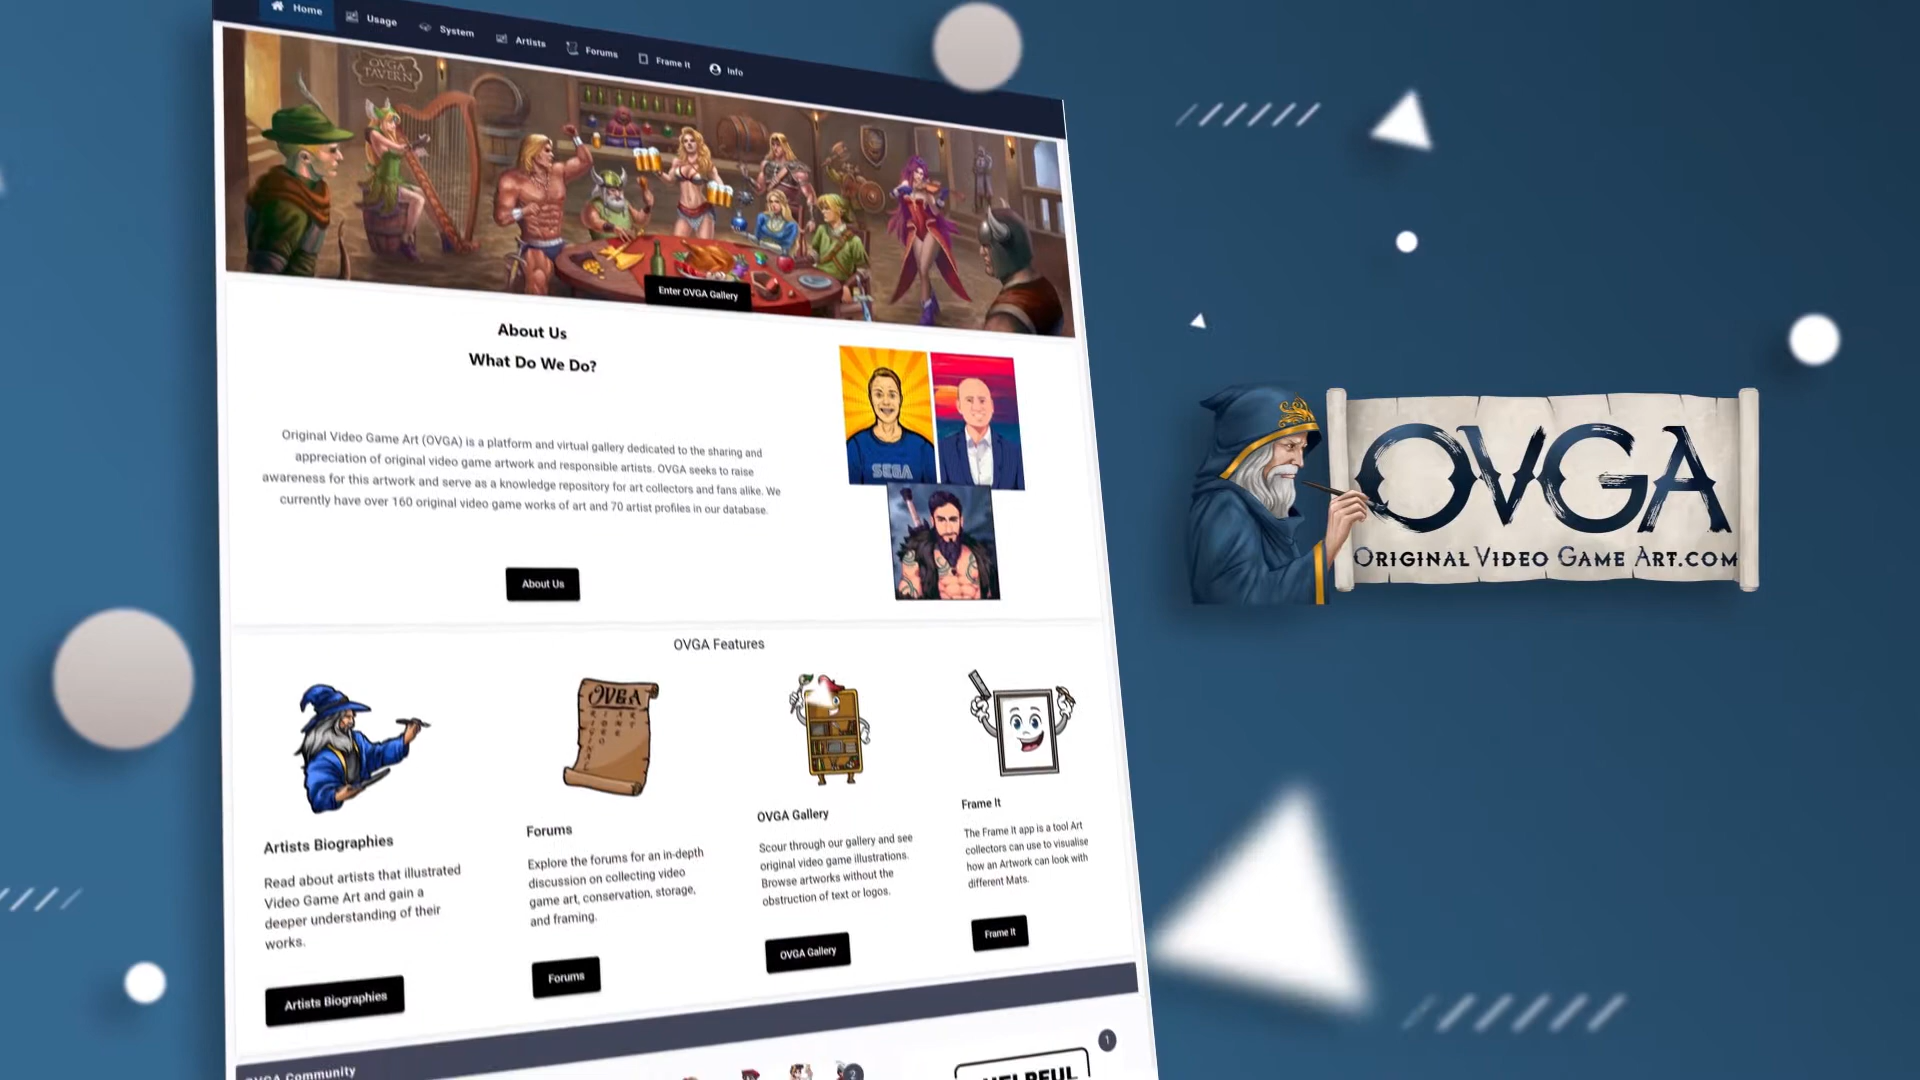 Home
Usage
System
Artists
Forums
Frame It
Info
OVGA
TAVERN
Enter OVGA Gallery
About Us
What Do We Do?
Original Video Game Art (OVGA) is a platform and virtual gallery dedicated to the sharing and
appreciation of original video game artwork and responsible artists. OVGA seeks to raise
awareness for this artwork and serve as a knowledge repository for art collectors and fans alike. We
currently have over 160 original video game works of art and 70 artist profiles in our database.
About Us
SEGA
OVGA
ORIGINAL VIDEO GAME ART.COM
OVGA Features
OVGA
Artists Biographies
Read about artists that illustrated
Video Game Art and gain a
deeper understanding of their
works.
Artists Biographies
Forums
Explore the forums for an in-depth
discussion on collecting video
game art, conservation, storage,
and framing.
Forums
OVGA Gallery
Scour through our gallery and see
original video game illustrations.
Browse artworks without the
obstruction of text or logos.
OVGA Gallery
Frame It
The Frame It app is a tool Art
collectors can use to visualise
how an Artwork can look with
different Mats.
Frame It
OVGA Community
2
1
HELPFUL